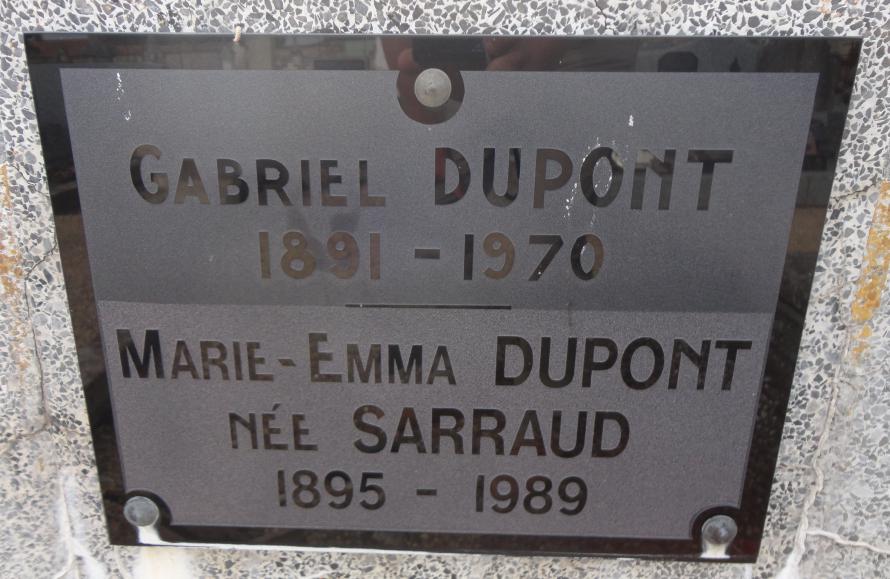 GABRIEL DUPONT
1891 - 1970
MARIE-EMMA DUPONT
NÉE SARRAUD
1895 - 1989